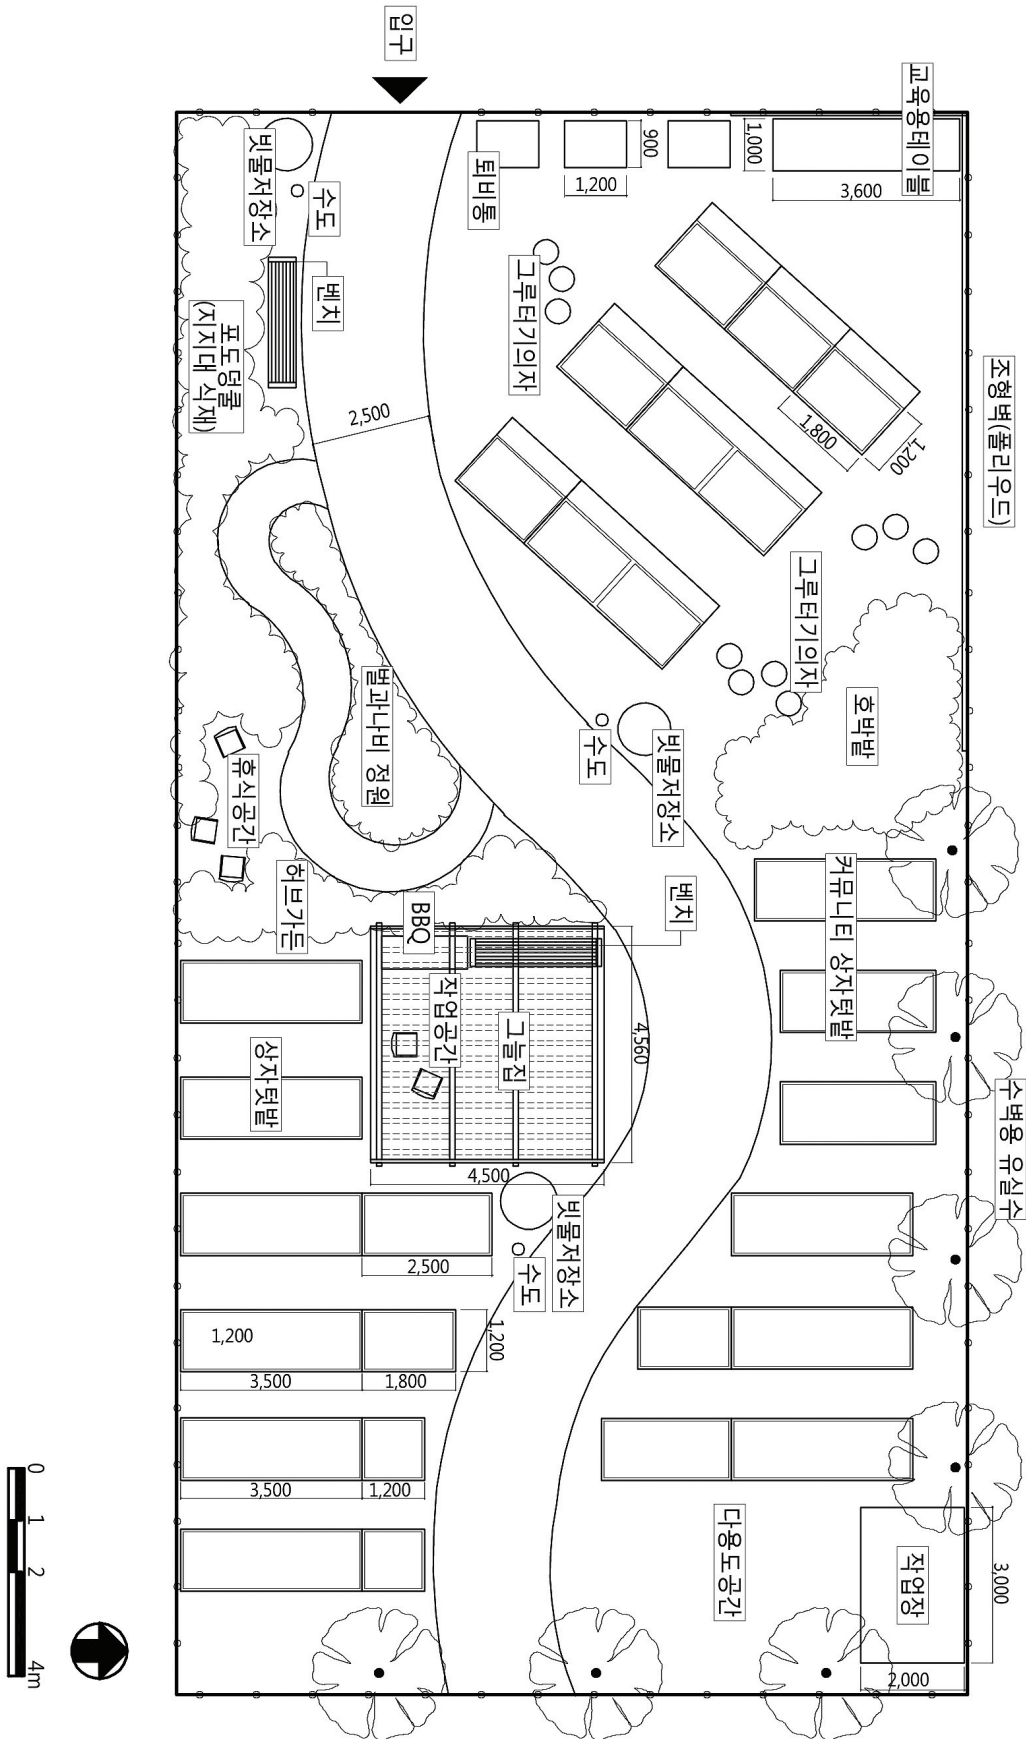 입구
교육용테이블
1,000
900
3,600
1,200
퇴비통
빗물저장소
수도
벤치
그루터기의자
포도덩쿨
(지지대 식재)
2,500
1,800
1,200
조형벽(폴리우드)
그루터기의자
호박밭
벌과나비 정원
수도
빗물저장소
휴식공간
허브가든
BBQ
벤치
커뮤니티 상자텃밭
작업공간
그늘집
4,560
상자텃밭
수벽용 유실수
4,500
빗물저장소
수도
2,500
1,200
1,200
3,500
1,800
3,500
1,200
다용도공간
작업장
3,000
2,000
0
1
2
4m